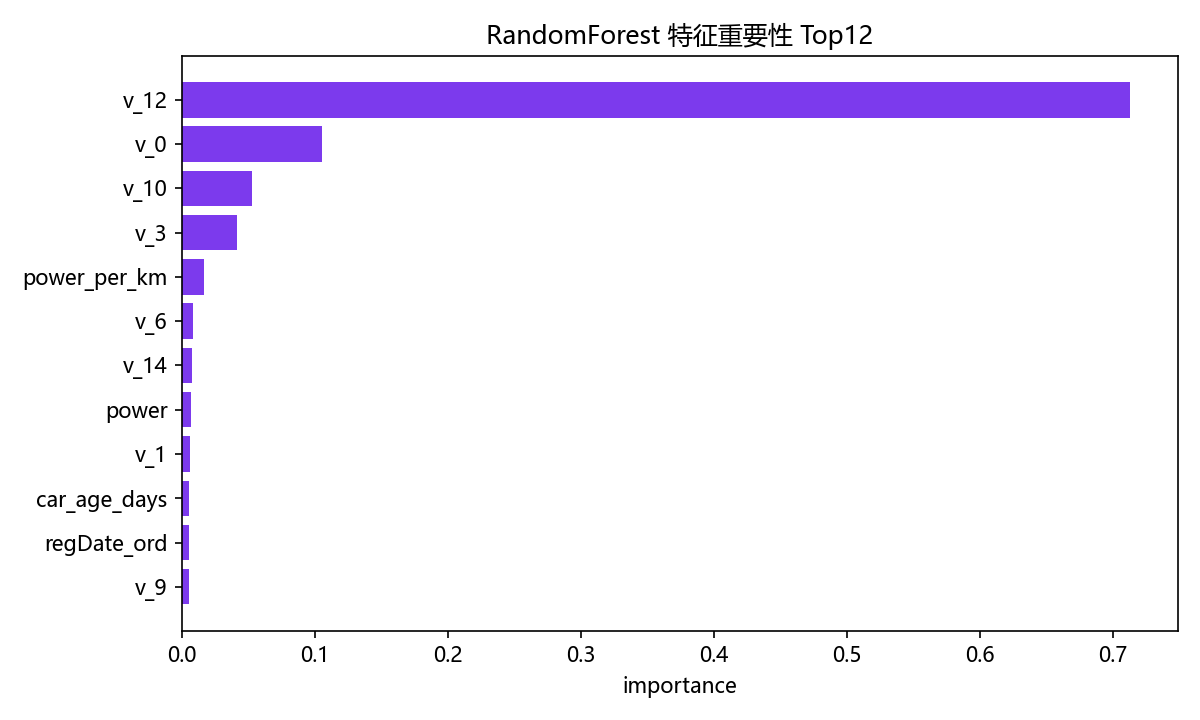 RandomForest 特征重要性 Top12
v_12
v_0
v_10
v_3
power_per_km
v_6
v_14
power
v_1
car_age_days
regDate_ord
v_9
0.0 0.1 0.2 0.3 0.4 0.5 0.6 0.7
importance